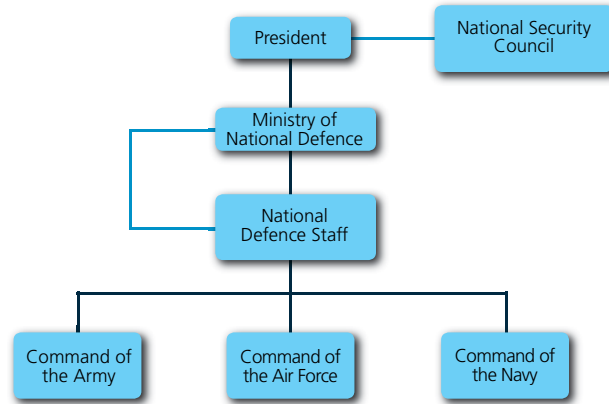 President
National Security
Council
Ministry of
National Defence
National
Defence Staff
Command of
the Army
Command of
the Air Force
Command of
the Navy